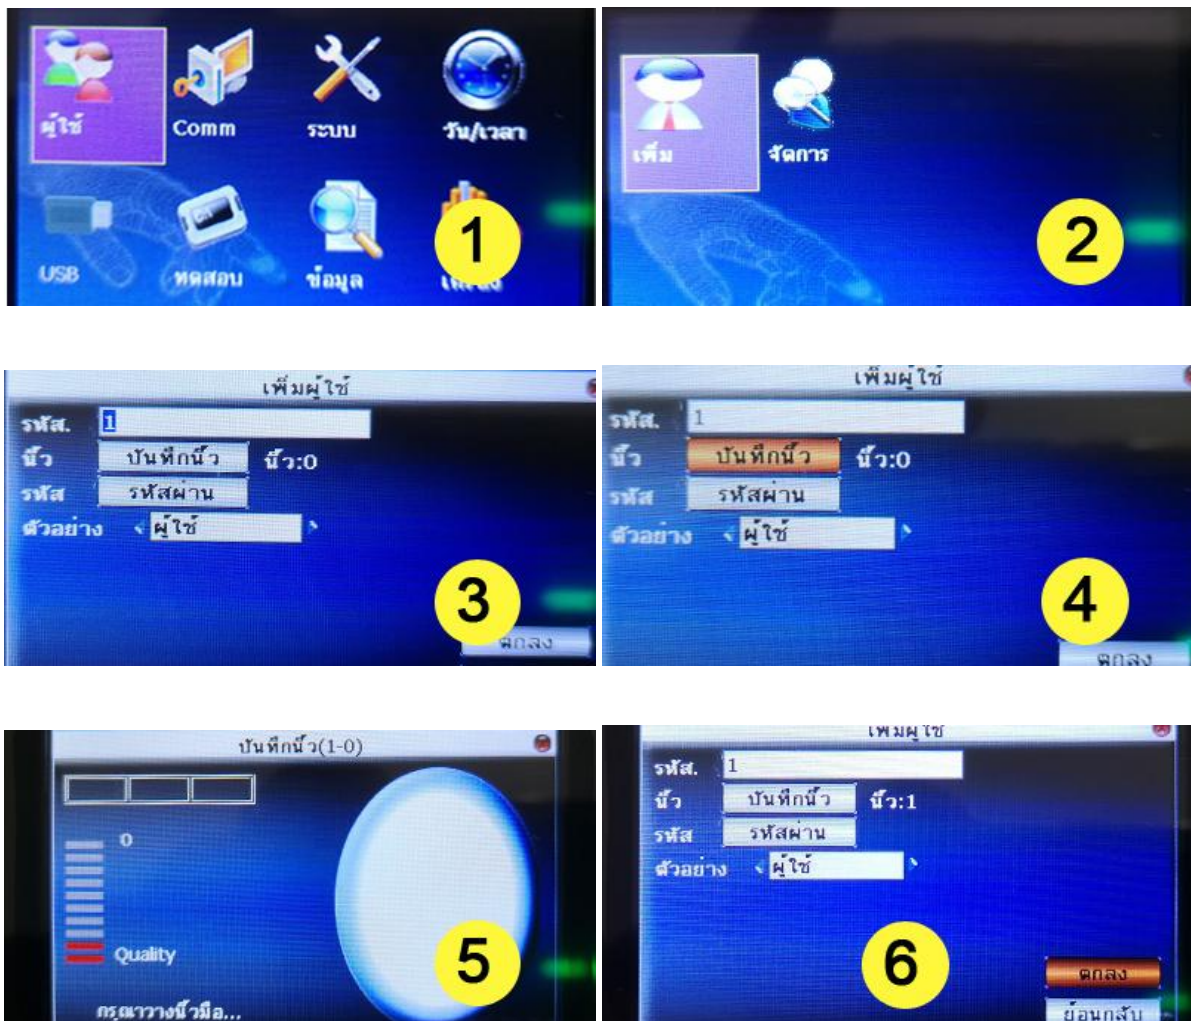 ผู้ใช้ Comm ระบบ วัน/เวลา
USB ทดสอบ ข้อมูล
1
เพิ่ม จัดการ
2
เพิ่มผู้ใช้
รหัส. 1
นิ้ว บันทึกนิ้ว นิ้ว:0
รหัส รหัสผ่าน
ตัวอย่าง ผู้ใช้
3
ตกลง
เพิ่มผู้ใช้
รหัส. 1
นิ้ว บันทึกนิ้ว นิ้ว:0
รหัส รหัสผ่าน
ตัวอย่าง ผู้ใช้
4
ตกลง
บันทึกนิ้ว(1-0)
0
Quality
5
กรุณาวางนิ้วมือ...
เพิ่มผู้ใช้
รหัส. 1
นิ้ว บันทึกนิ้ว นิ้ว:1
รหัส รหัสผ่าน
ตัวอย่าง ผู้ใช้
6
ตกลง
ย้อนกลับ